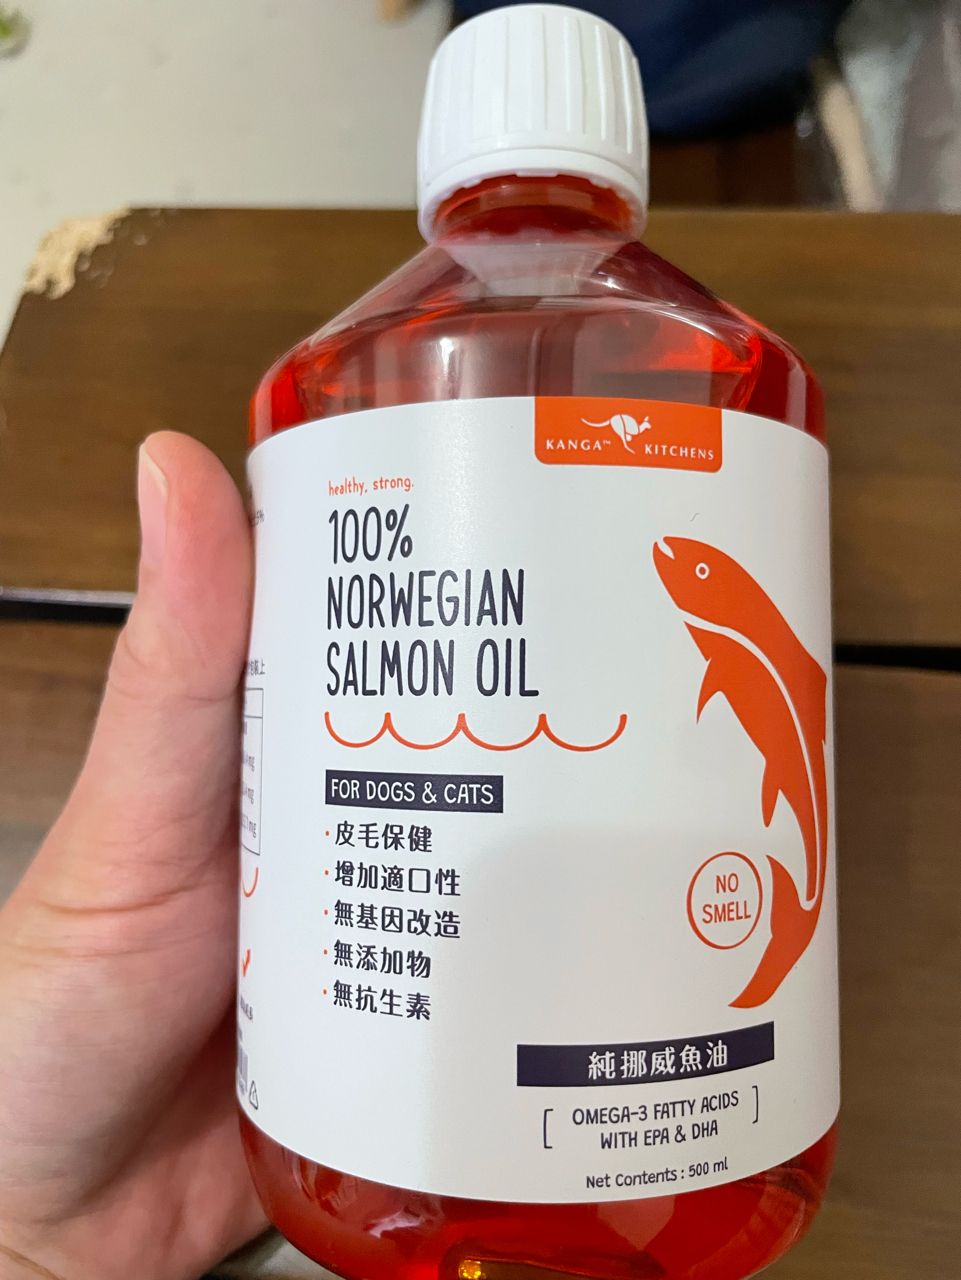 KANGA™ KITCHENS
healthy, strong.
100%
NORWEGIAN
SALMON OIL
FOR DOGS & CATS
·皮毛保健
·增加適口性
·無基因改造
·無添加物
·無抗生素
NO
SMELL
純挪威魚油
[ OMEGA-3 FATTY ACIDS
WITH EPA & DHA ]
Net Contents : 500 ml